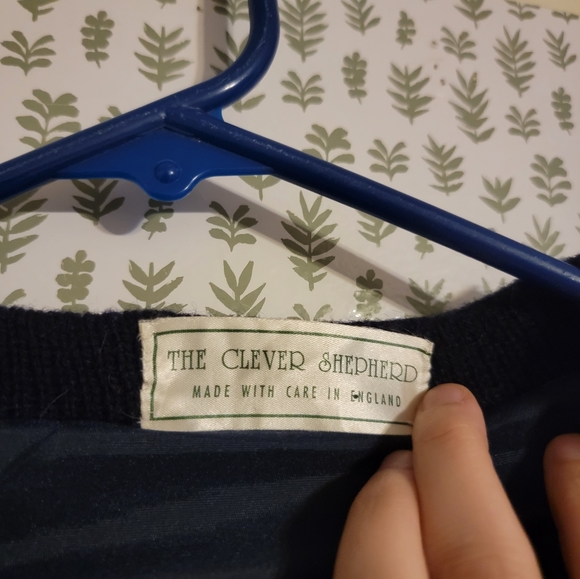 THE CLEVER SHEPHERD
MADE WITH CARE IN ENGLAND